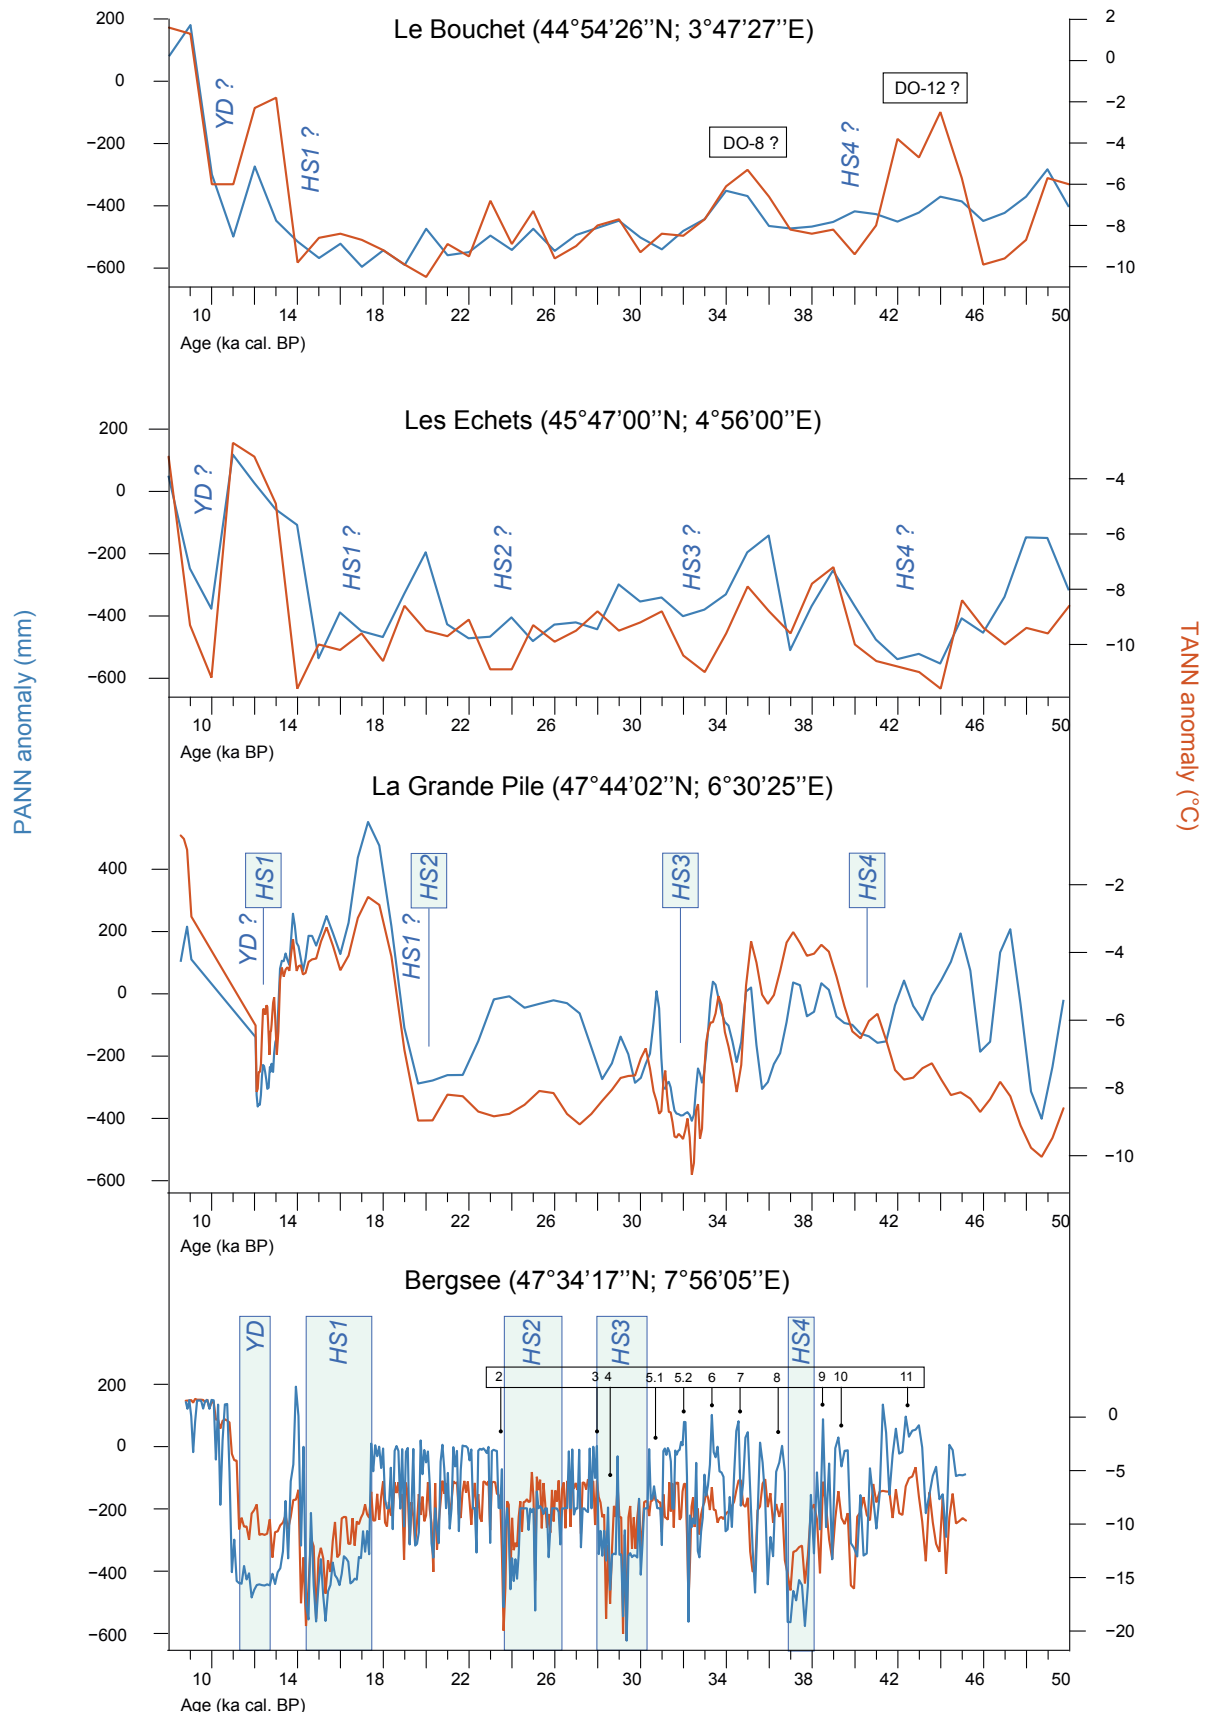 Le Bouchet (44°54'26''N; 3°47'27''E)
200
0
−200
−400
−600
2
0
−2
−4
−6
−8
−10
YD ?
HS1 ?
DO-8 ?
HS4 ?
DO-12 ?
10 14 18 22 26 30 34 38 42 50
Age (ka cal. BP)
Les Echets (45°47'00''N; 4°56'00''E)
200
0
−200
−400
−600
−4
−6
−8
−10
YD ?
HS1 ?
HS2 ?
HS3 ?
HS4 ?
10 14 18 22 26 30 34 38 42 50
Age (ka BP)
PANN anomaly (mm)
TANN anomaly (°C)
La Grande Pile (47°44'02''N; 6°30'25''E)
400
200
0
−200
−400
−600
−2
−4
−6
−8
−10
YD ?
HS1
HS1 ?
HS2
HS3
HS4
10 14 18 22 26 30 34 38 42 50
Age (ka BP)
Bergsee (47°34'17''N; 7°56'05''E)
YD
HS1
HS2
HS3
HS4
2 3 4 5.1 5.2 6 7 8 9 10 11
200
0
−200
−400
−600
0
−5
−10
−15
−20
10 14 18 22 26 30 34 38 42 50
Age (ka cal. BP)